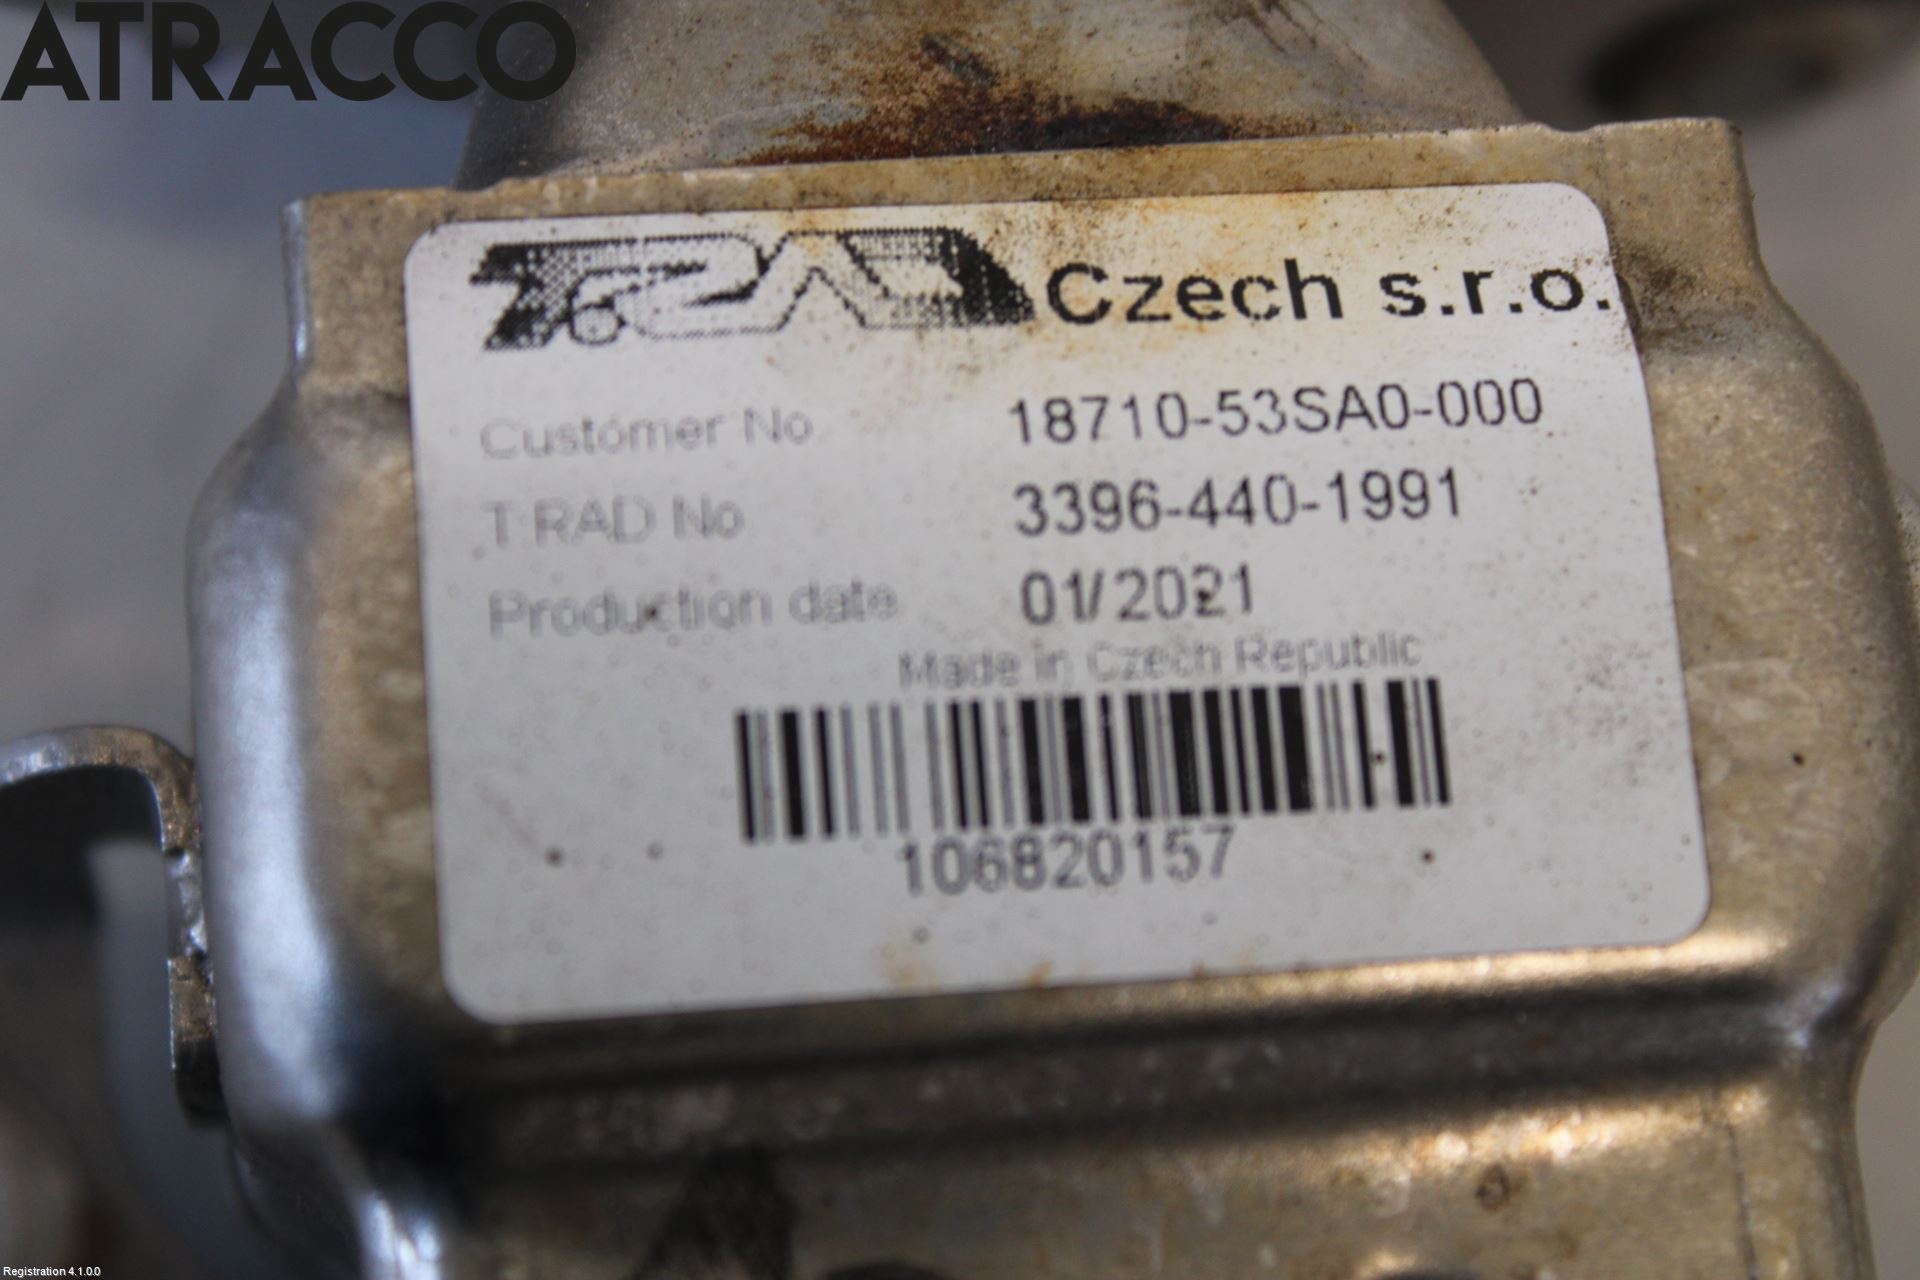 ATRACCO
T.RAD Czech s.r.o.
Customer No 18710-53SA0-000
T RAD No 3396-440-1991
Production date 01/2021
Made in Czech Republic
106820157
Registration 4.1.0.0